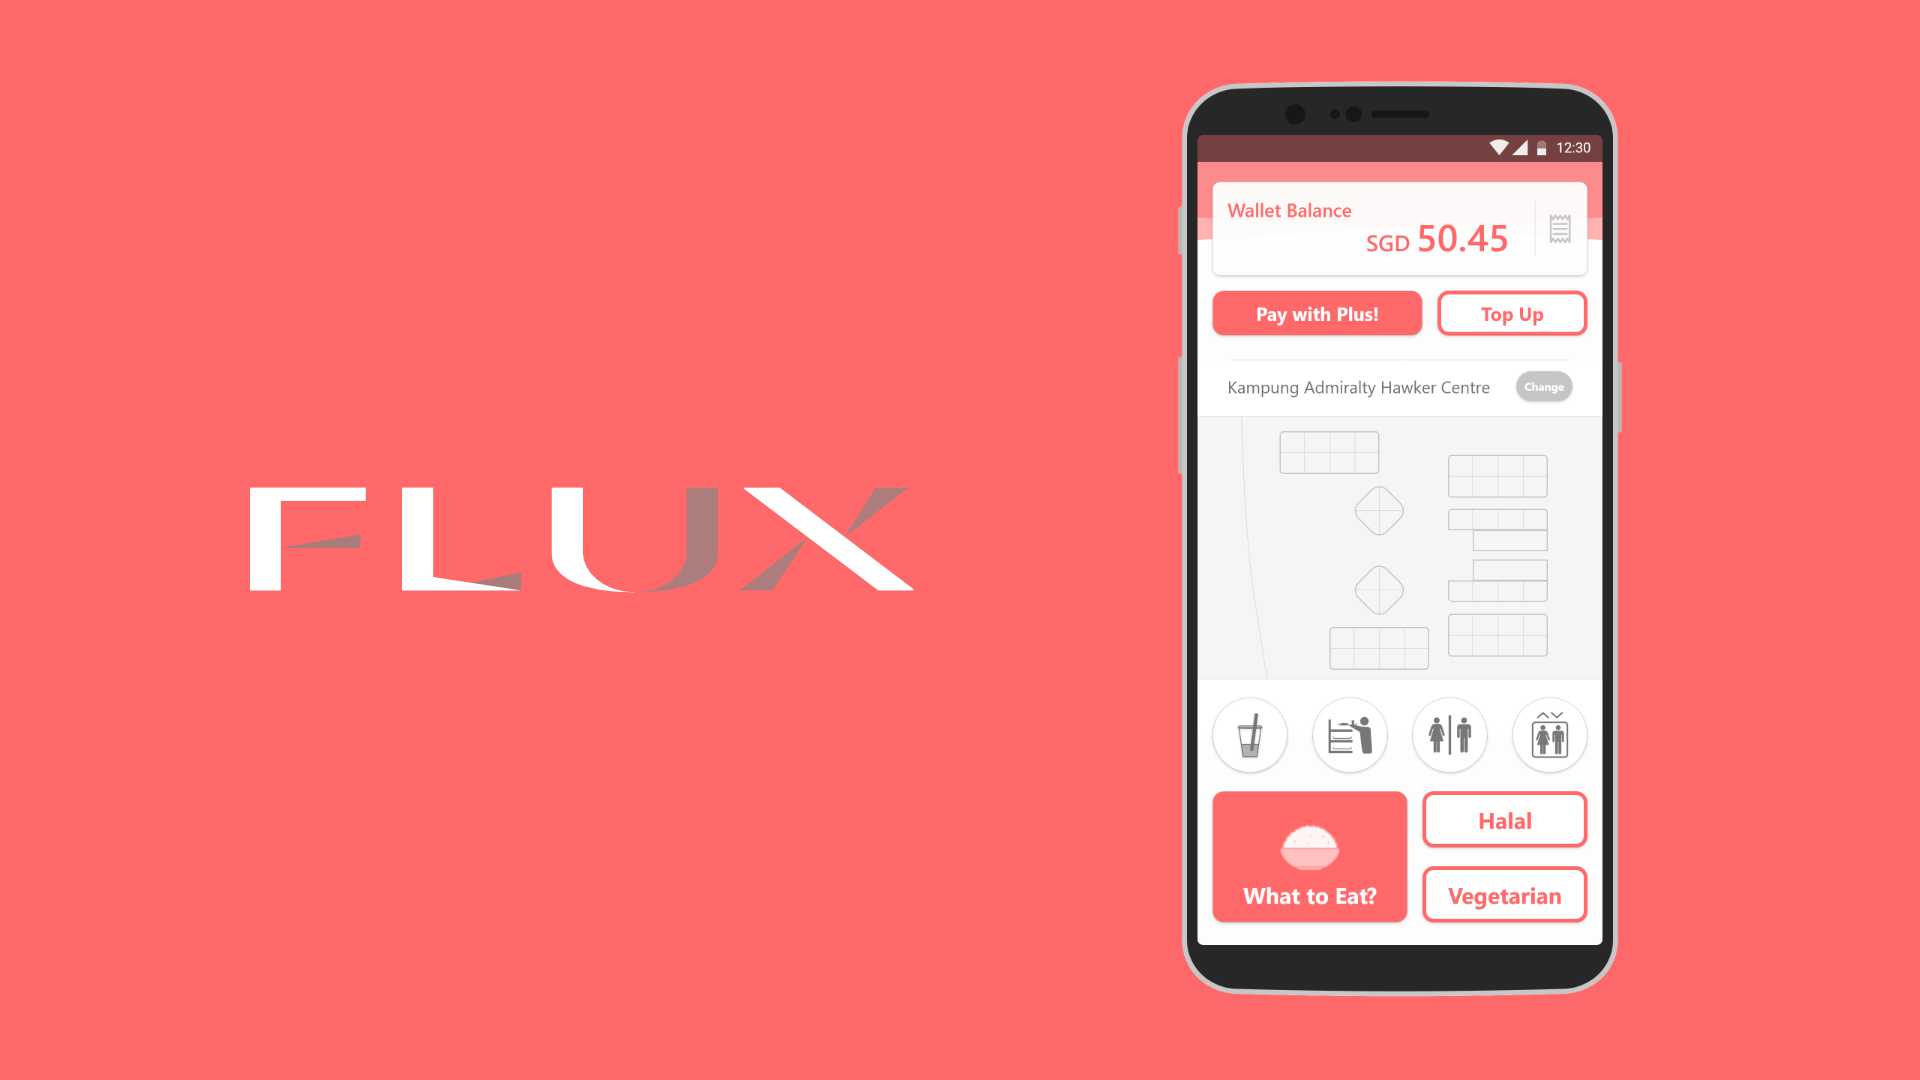 FLUX
12:30
Wallet Balance
SGD 50.45
Pay with Plus!
Top Up
Kampung Admiralty Hawker Centre
Change
What to Eat?
Halal
Vegetarian